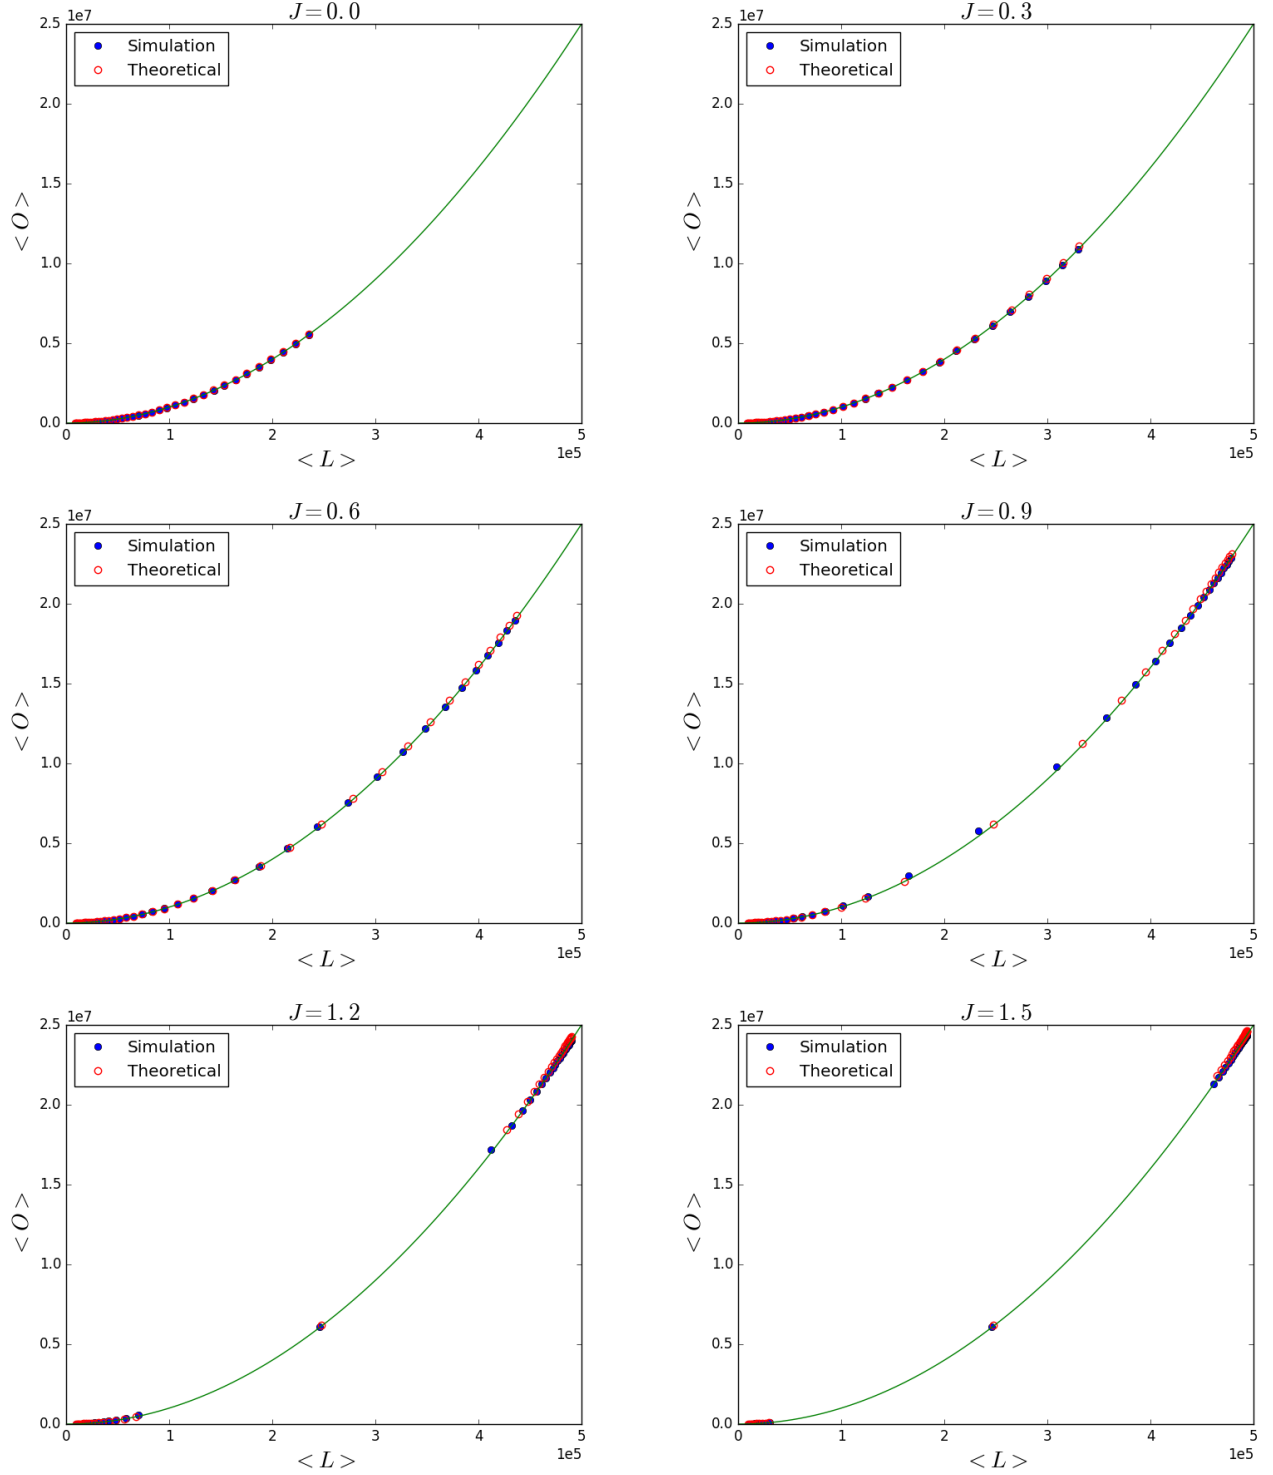 J = 0.0
1e7
2.5
2.0
1.5
1.0
0.5
0.0
< O >
Simulation
Theoretical
0 1 2 3 4 5
1e5
< L >
J = 0.3
1e7
2.5
2.0
1.5
1.0
0.5
0.0
< O >
Simulation
Theoretical
0 1 2 3 4 5
1e5
< L >
J = 0.6
1e7
2.5
2.0
1.5
1.0
0.5
0.0
< O >
Simulation
Theoretical
0 1 2 3 4 5
1e5
< L >
J = 0.9
1e7
2.5
2.0
1.5
1.0
0.5
0.0
< O >
Simulation
Theoretical
0 1 2 3 4 5
1e5
< L >
J = 1.2
1e7
2.5
2.0
1.5
1.0
0.5
0.0
< O >
Simulation
Theoretical
0 1 2 3 4 5
1e5
< L >
J = 1.5
1e7
2.5
2.0
1.5
1.0
0.5
0.0
< O >
Simulation
Theoretical
0 1 2 3 4 5
1e5
< L >